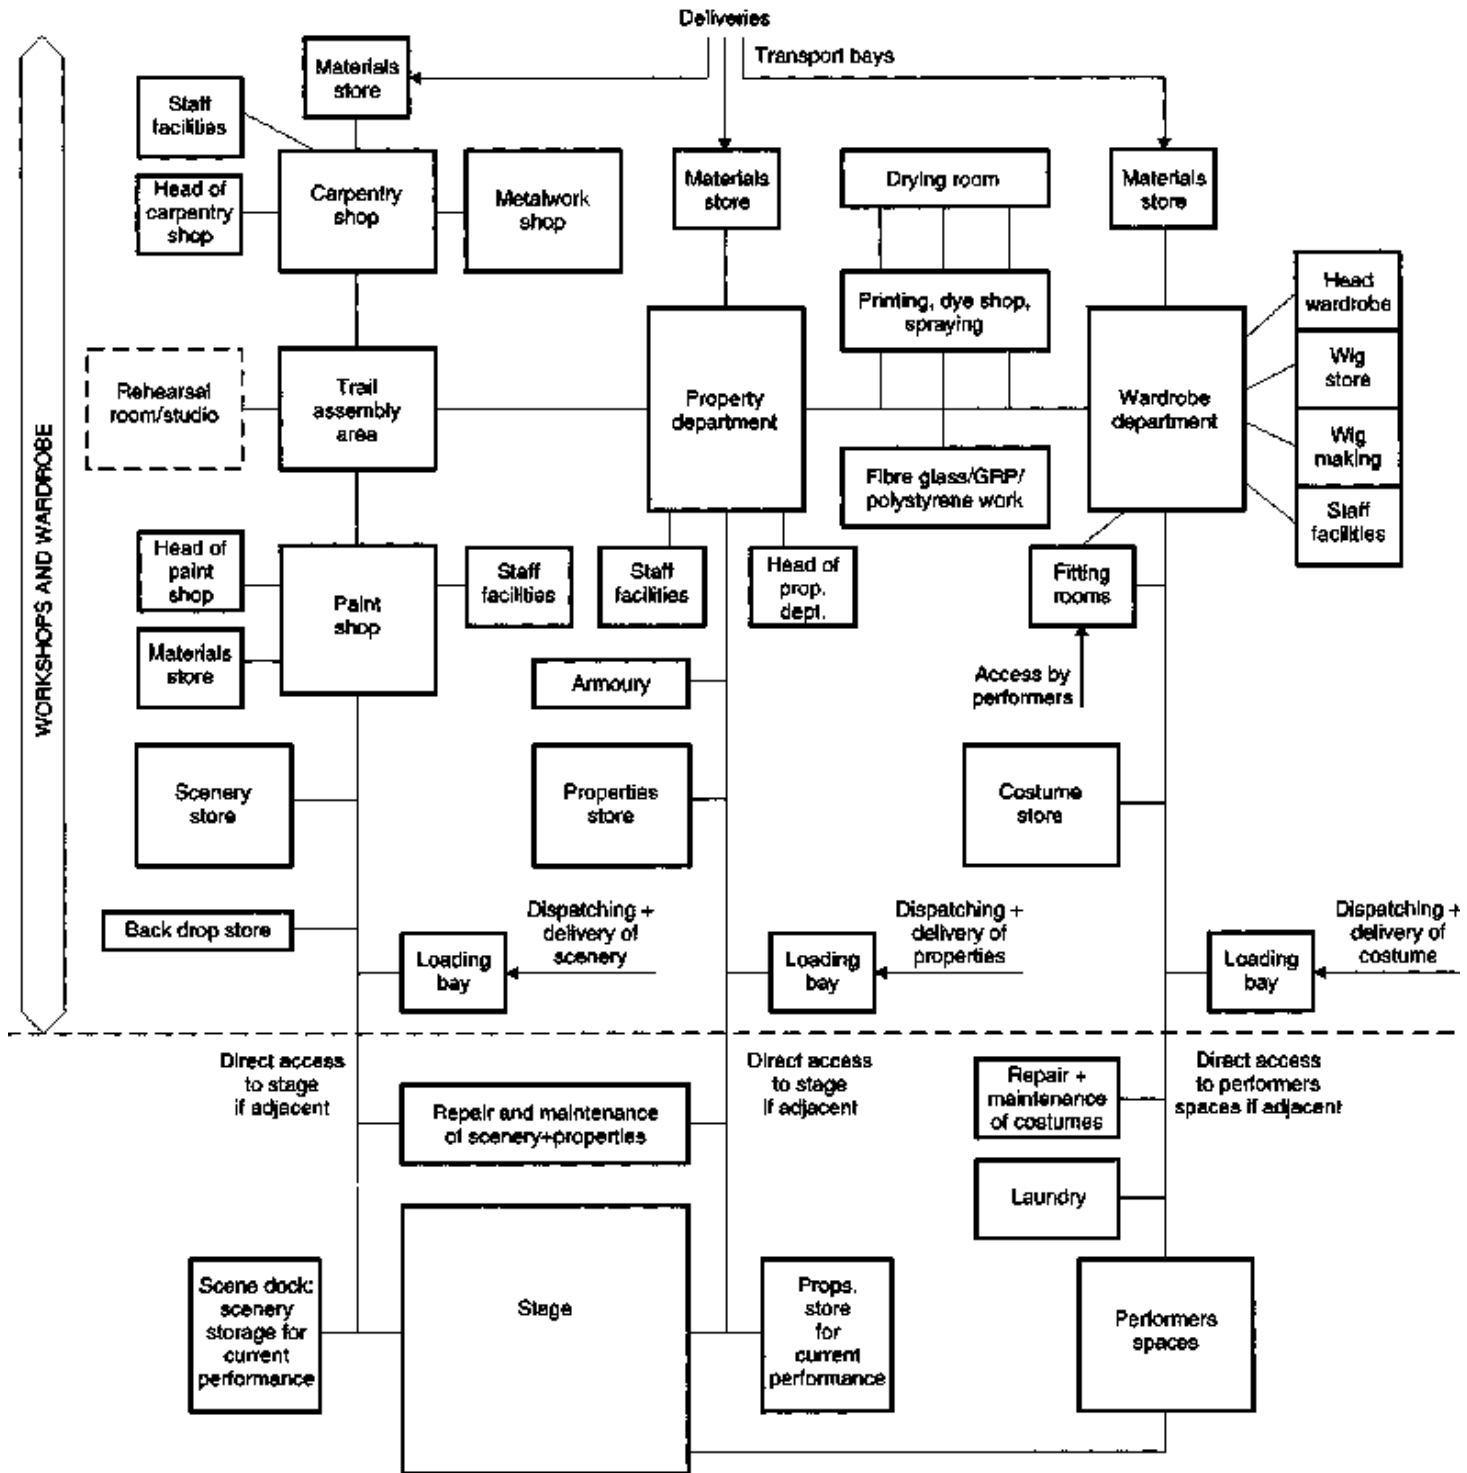 Deliveries
Transport bays
Materials
store
Staff
facilities
Head of
carpentry
shop
Carpentry
shop
Metalwork
shop
Materials
store
Drying room
Materials
store
Printing, dye shop,
spraying
Head
wardrobe
Wig
store
Wig
making
Staff
facilities
Rehearsal
room/studio
Trail
assembly
area
Property
department
Wardrobe
department
Fibre glass/GRP/
polystyrene work
WORKSHOPS AND WARDROBE
Head of
paint
shop
Paint
shop
Materials
store
Staff
facilities
Staff
facilities
Head of
prop.
dept.
Fitting
rooms
Access by
performers
Armoury
Scenery
store
Properties
store
Costume
store
Back drop store
Loading
bay
Dispatching +
delivery of
scenery
Loading
bay
Dispatching +
delivery of
properties
Loading
bay
Dispatching +
delivery of
costume
Direct access
to stage
if adjacent
Repair and maintenance
of scenery+properties
Direct access
to stage
if adjacent
Repair +
maintenance
of costumes
Direct access
to performers
spaces if adjacent
Laundry
Scene dock:
scenery
storage for
current
performance
Stage
Props.
store
for
current
performance
Performers
spaces